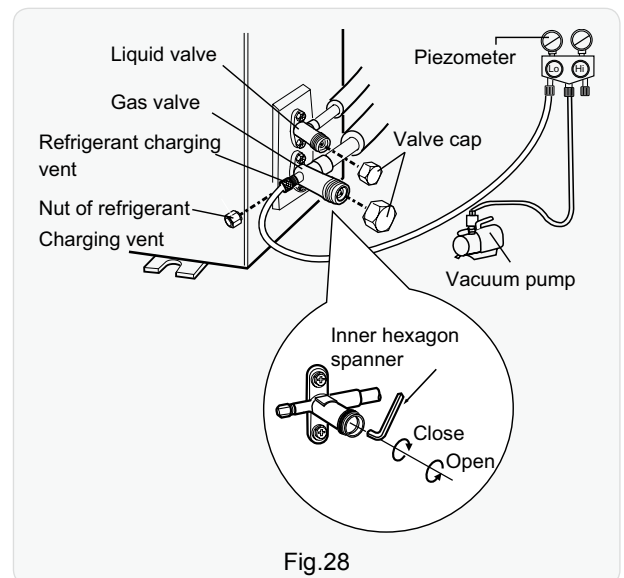 Liquid valve
Gas valve
Refrigerant charging
vent
Nut of refrigerant
Charging vent
Piezometer
Lo
Hi
Valve cap
Vacuum pump
Inner hexagon
spanner
Close
Open
Fig.28